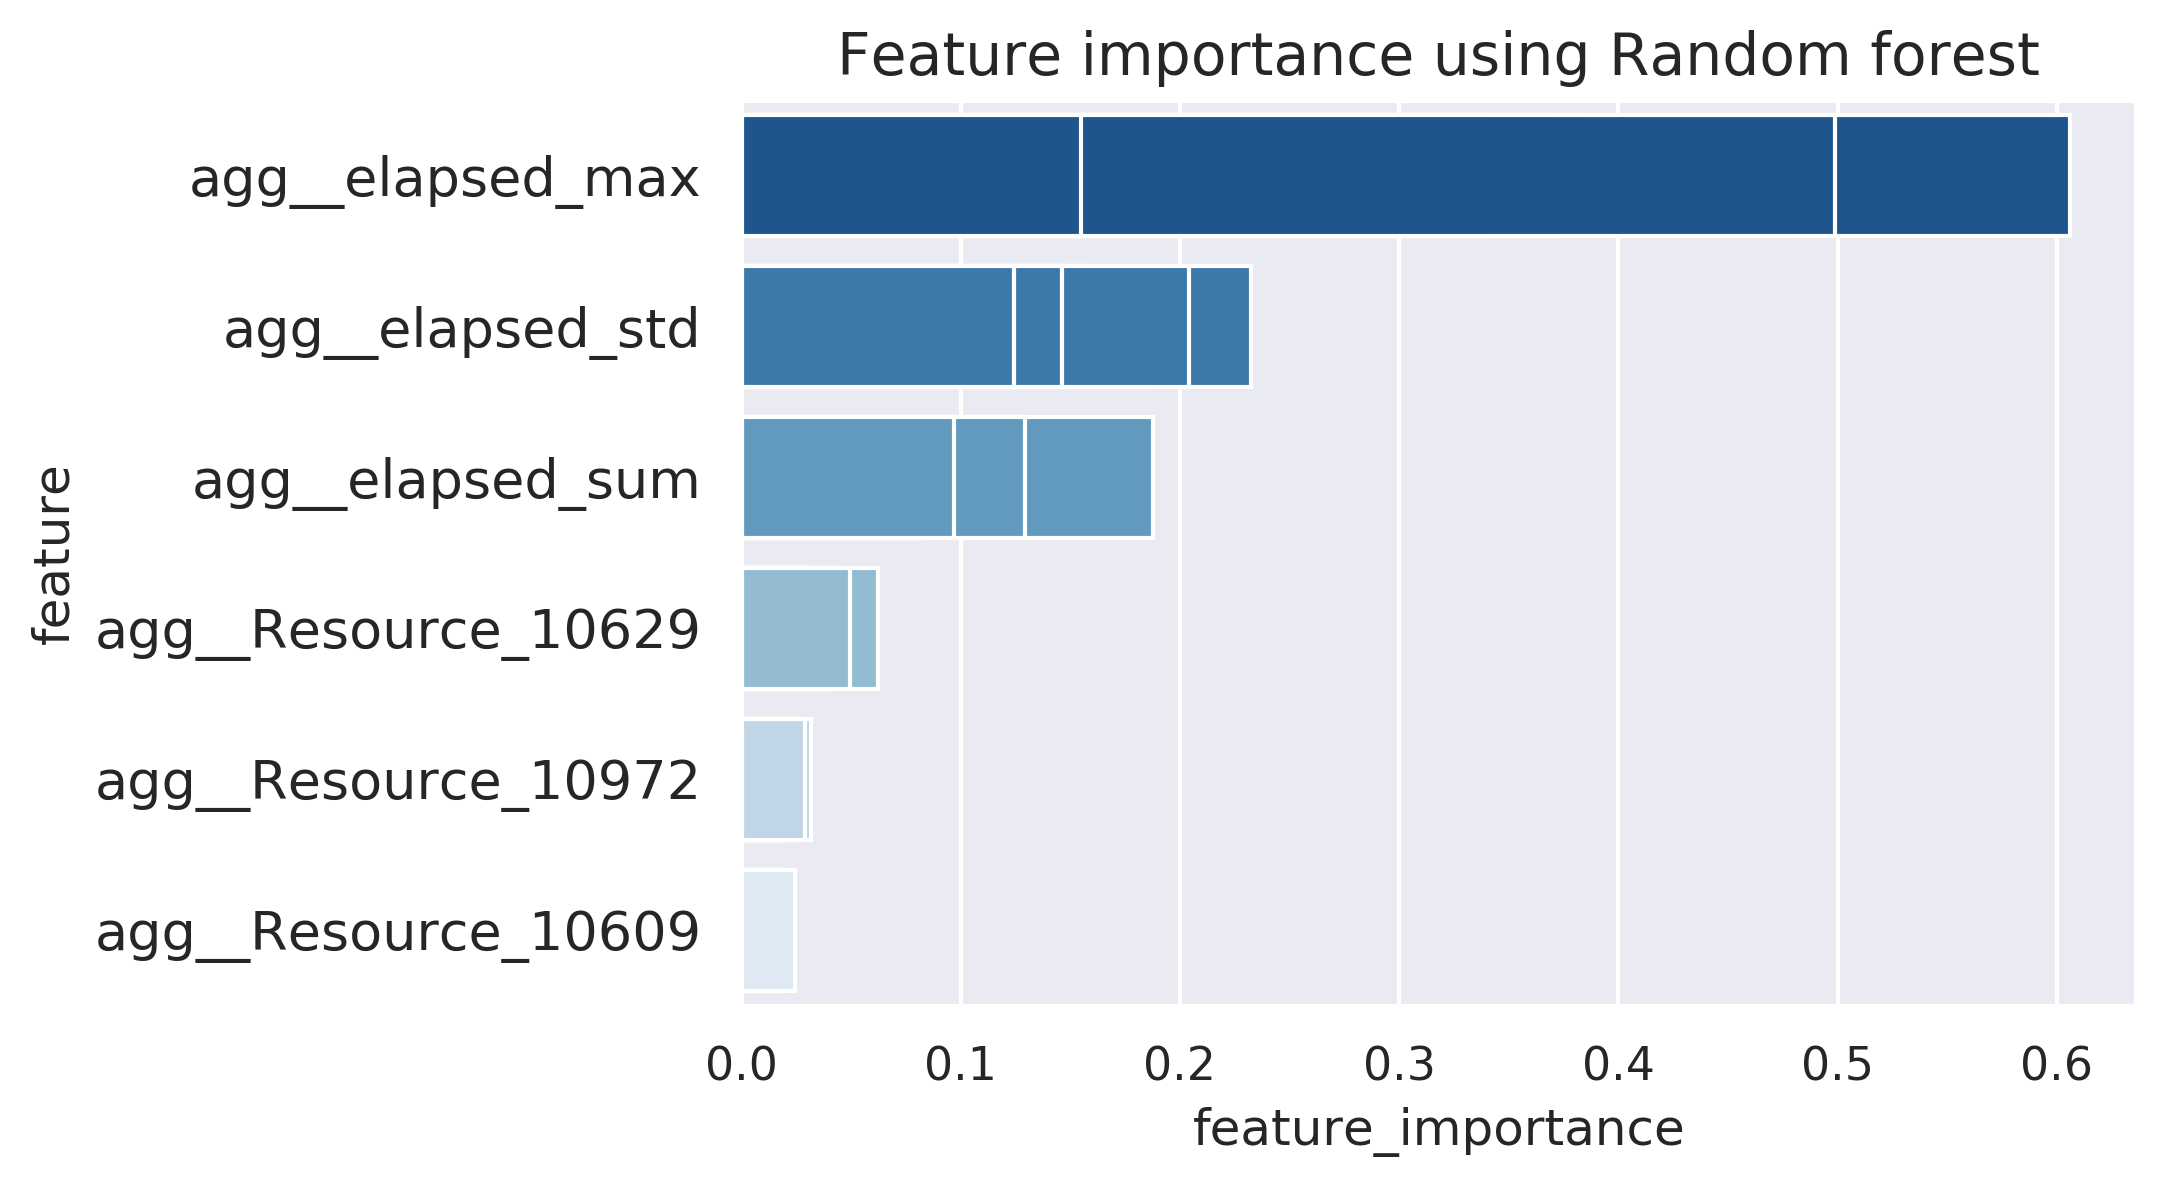 Feature importance using Random forest
feature
agg__elapsed_max
agg__elapsed_std
agg__elapsed_sum
agg__Resource_10629
agg__Resource_10972
agg__Resource_10609
0.0 0.1 0.2 0.3 0.4 0.5 0.6
feature_importance